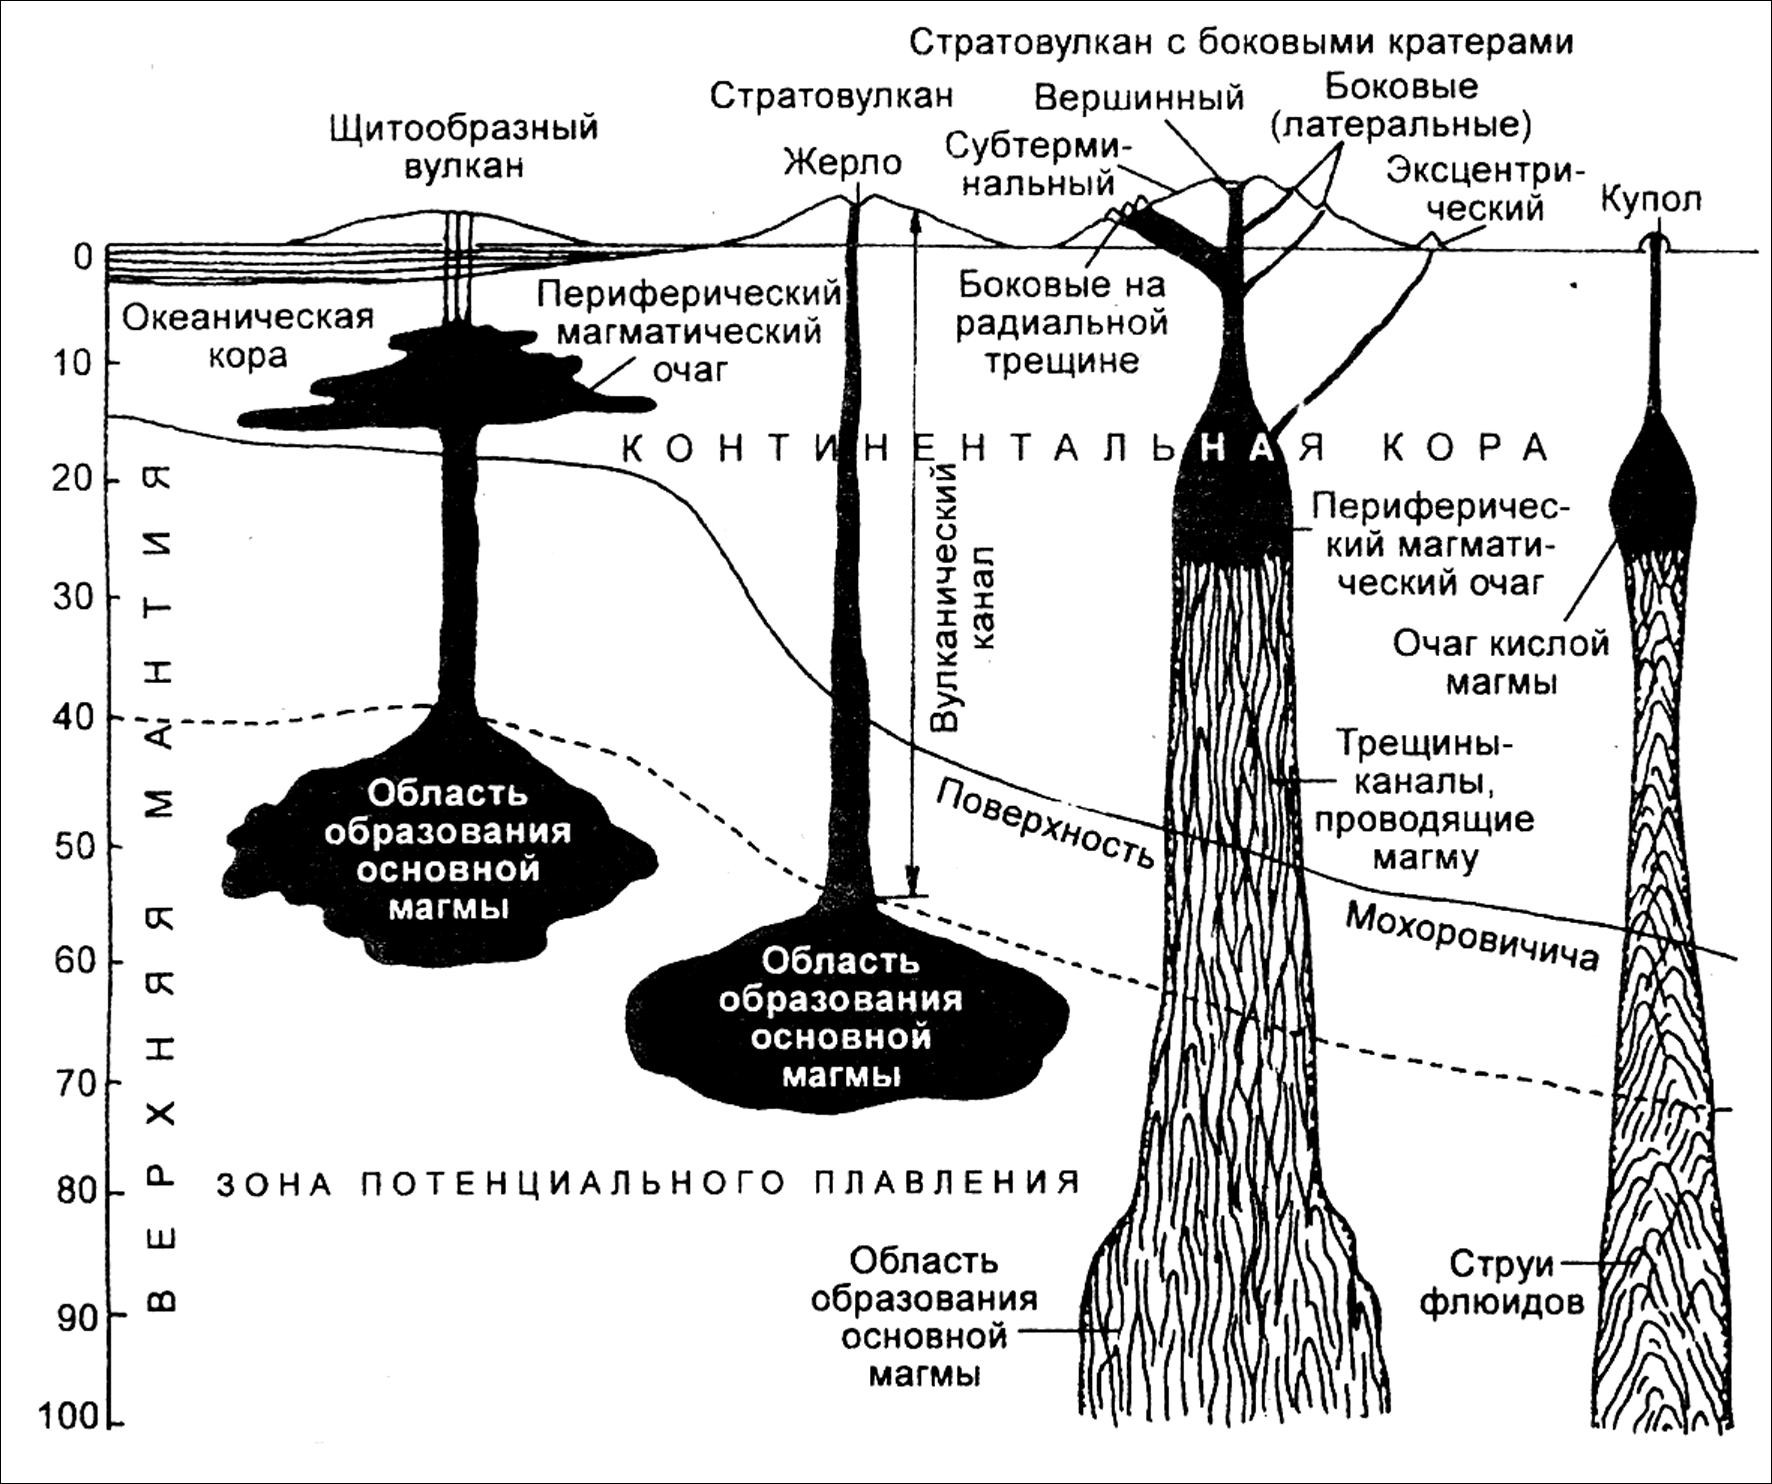 Стратовулкан с боковыми кратерами
Щитообразный
вулкан
Стратовулкан
Жерло
Вершинный
Субтерми-
нальный
Боковые
(латеральные)
Эксцентри-
ческий
Купол
0
10
20
30
40
50
60
70
80
90
100
Океаническая
кора
Периферический
магматический
очаг
Боковые на
радиальной
трещине
КОНТИНЕНТАЛЬНАЯ КОРА
ВЕРХНЯЯ МАНТИЯ
Вулканический
канал
Периферичес-
кий магмати-
ческий очаг
Очаг кислой
магмы
Трещины-
каналы,
проводящие
магму
Поверхность
Мохоровичича
Область
образования
основной
магмы
Область
образования
основной
магмы
ЗОНА ПОТЕНЦИАЛЬНОГО ПЛАВЛЕНИЯ
Область
образования
основной
магмы
Струи
флюидов